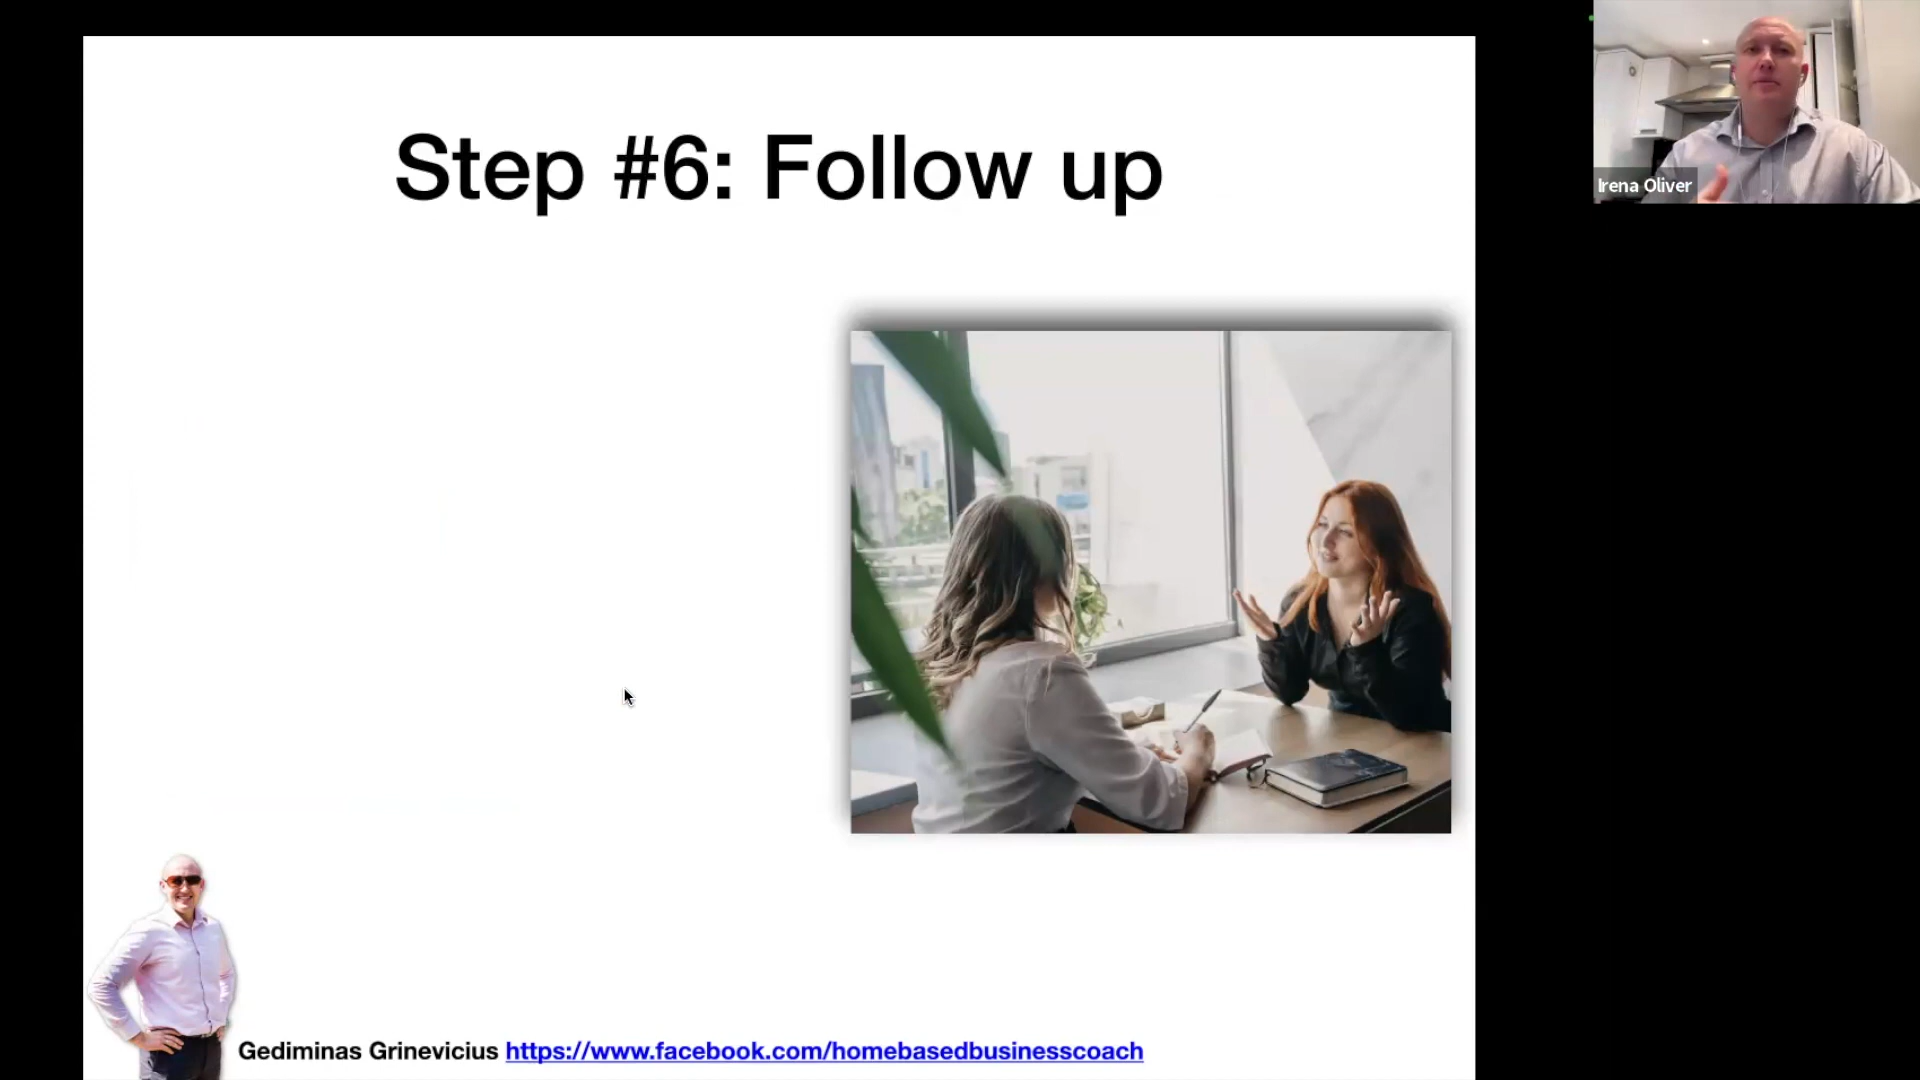 Step #6: Follow up
Irena Oliver
Gediminas Grinevicius https://www.facebook.com/homebasedbusinesscoach